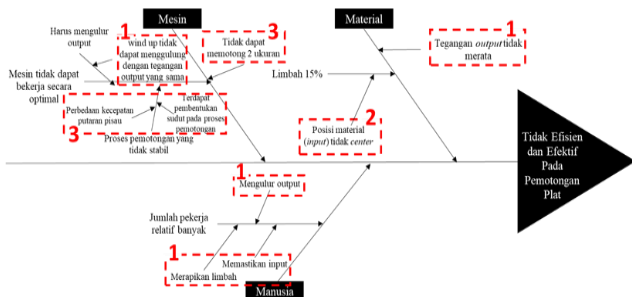 Mesin
Material
Harus mengulur
output
1
wind up tidak
dapat menggulung
dengan tegangan
output yang sama
3
Tidak dapat
memotong 2 ukuran
1
Tegangan output tidak
merata
Mesin tidak dapat
bekerja secara
optimal
Limbah 15%
Perbedaan kecepatan
putaran pisau
Terdapat
pembentukan
sudut pada proses
pemotongan
3
Proses pemotongan yang
tidak stabil
2
Posisi material
(input) tidak center
Tidak Efisien
dan Efektif
Pada
Pemotongan
Plat
1
Mengulur output
Jumlah pekerja
relatif banyak
1
Memastikan input
Merapikan limbah
Manusia